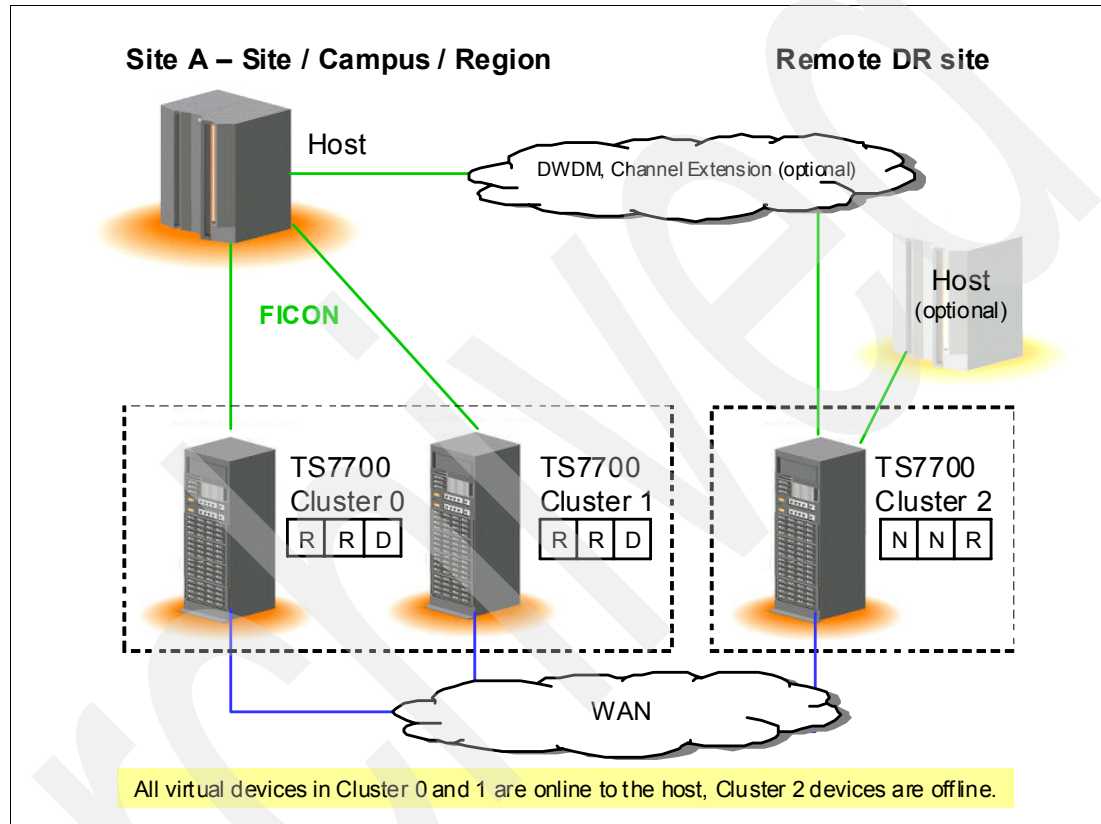 Site A – Site / Campus / Region
Remote DR site
Host
DWDM, Channel Extension (optional)
Host
(optional)
FICON
TS7700
Cluster 0
R R D
TS7700
Cluster 1
R R D
TS7700
Cluster 2
N N R
WAN
All virtual devices in Cluster 0 and 1 are online to the host, Cluster 2 devices are offline.